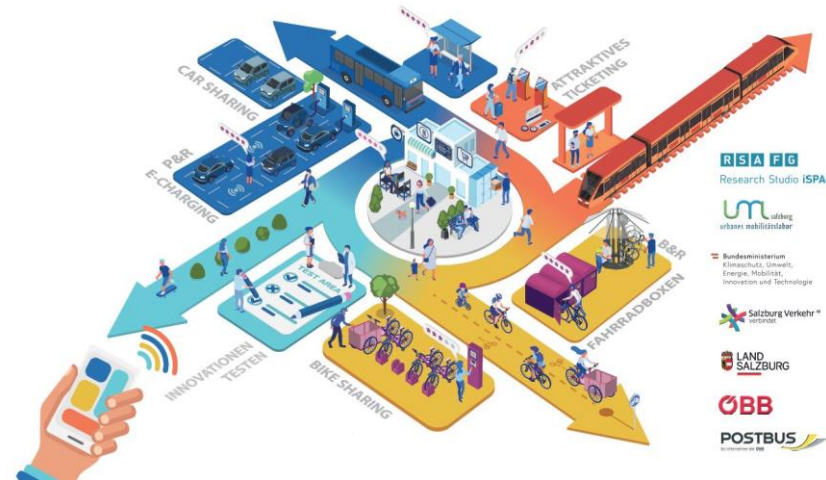 CAR SHARING
ATTRAKTIVES
TICKETING
P&R
E-CHARGING
TEST AREA
INNOVATIONEN
TESTEN
BIKE SHARING
B&R
FAHRRADBOXEN
RSA FG
Research Studio iSPA
uml salzburg
urbanes mobilitätslabor
Bundesministerium
Klimaschutz, Umwelt,
Energie, Mobilität,
Innovation und Technologie
Salzburg Verkehr
verbindet
LAND
SALZBURG
ÖBB
POSTBUS